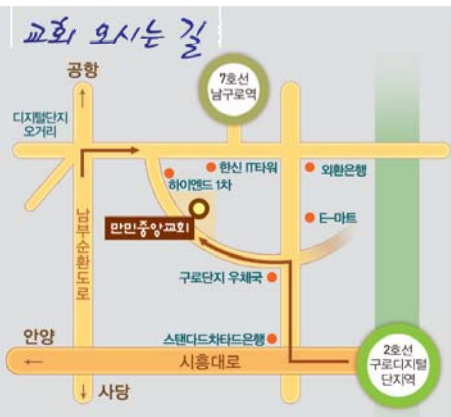 교회 오시는 길
공항
7호선
남구로역
디지털단지
오거리
한신 IT타워
외환은행
하이엔드 1차
만민중앙교회
E-마트
남부순환도로
구로단지 우체국
스탠다드차타드은행
안양
시흥대로
2호선
구로디지털
단지역
사당